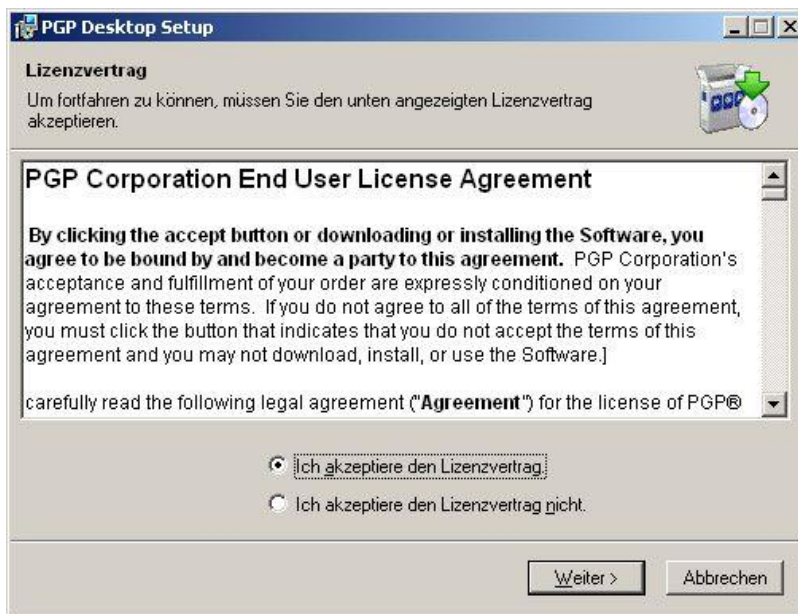 PGP Desktop Setup
Lizenzvertrag
Um fortfahren zu können, müssen Sie den unten angezeigten Lizenzvertrag
akzeptieren.
PGP Corporation End User License Agreement
By clicking the accept button or downloading or installing the Software, you
agree to be bound by and become a party to this agreement. PGP Corporation's
acceptance and fulfillment of your order are expressly conditioned on your
agreement to these terms. If you do not agree to all of the terms of this agreement,
you must click the button that indicates that you do not accept the terms of this
agreement and you may not download, install, or use the Software.]
carefully read the following legal agreement ("Agreement") for the license of PGP®
Ich akzeptiere den Lizenzvertrag.
Ich akzeptiere den Lizenzvertrag nicht.
Weiter >
Abbrechen